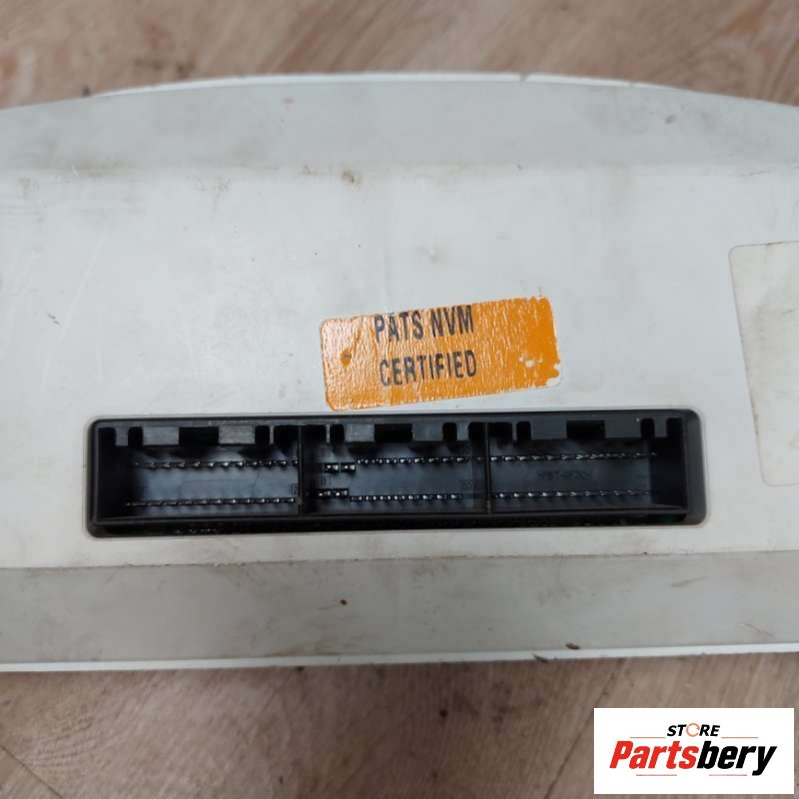 PATS NVM
CERTIFIED
STORE
Partsbery